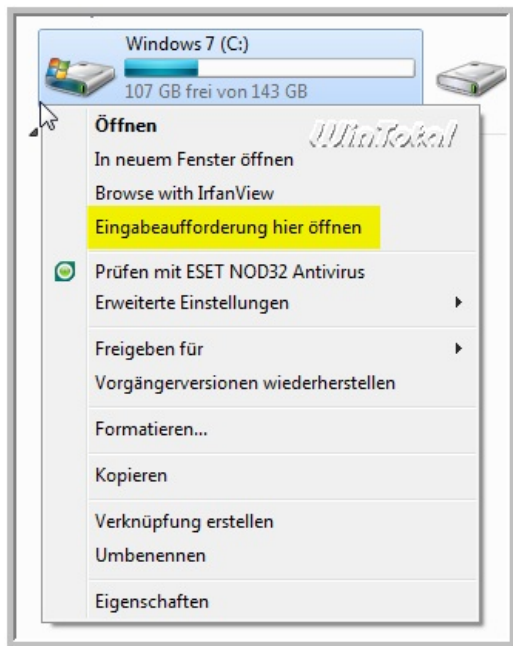 Windows 7 (C:)
107 GB frei von 143 GB
Öffnen
WinTotal
In neuem Fenster öffnen
Browse with IrfanView
Eingabeaufforderung hier öffnen
Prüfen mit ESET NOD32 Antivirus
Erweiterte Einstellungen
Freigeben für
Vorgängerversionen wiederherstellen
Formatieren...
Kopieren
Verknüpfung erstellen
Umbenennen
Eigenschaften